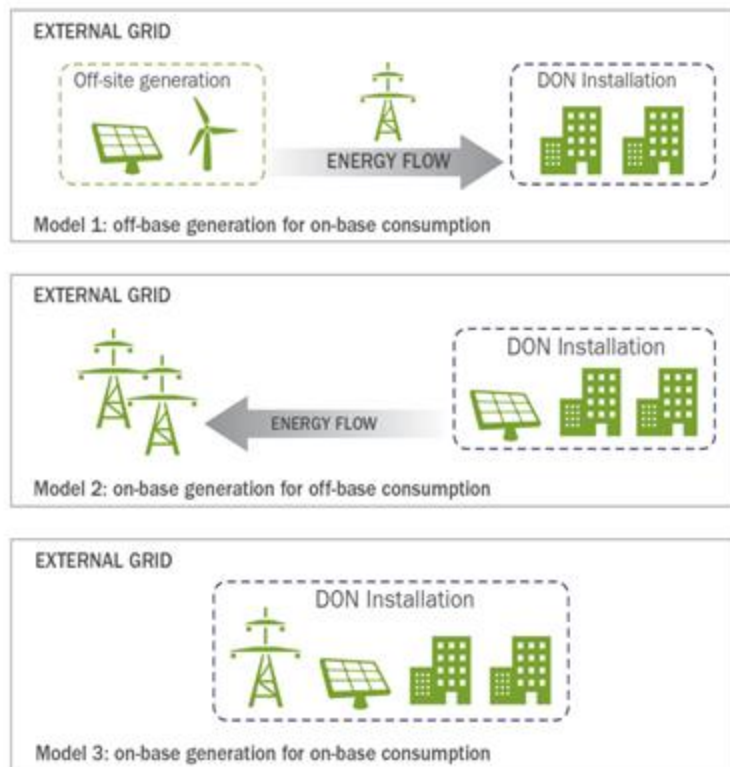 EXTERNAL GRID
Off-site generation
DON Installation
ENERGY FLOW
Model 1: off-base generation for on-base consumption
EXTERNAL GRID
DON Installation
ENERGY FLOW
Model 2: on-base generation for off-base consumption
EXTERNAL GRID
DON Installation
Model 3: on-base generation for on-base consumption